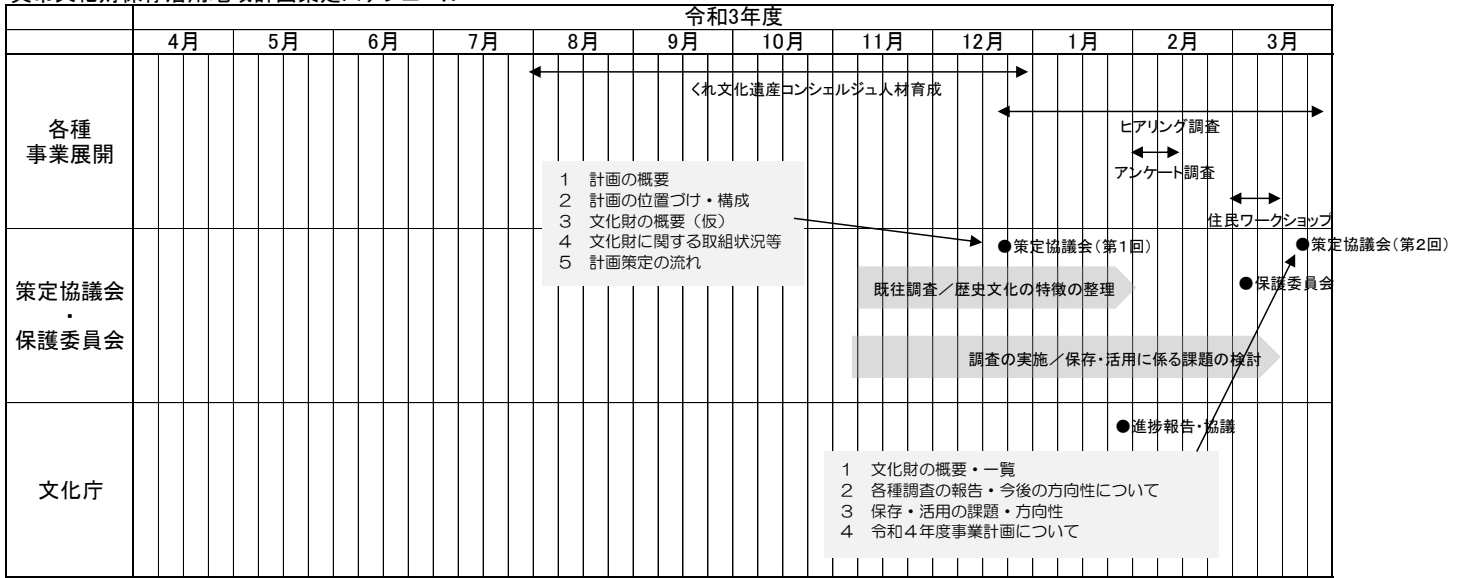 令和3年度
4月 5月 6月 7月 8月 9月 10月 11月 12月 1月 2月 3月
各種
事業展開
くれ文化遺産コンシェルジュ人材育成
ヒアリング調査
アンケート調査
住民ワークショップ
1 計画の概要
2 計画の位置づけ・構成
3 文化財の概要（仮）
4 文化財に関する取組状況等
5 計画策定の流れ
策定協議会
・
保護委員会
●策定協議会（第1回）
●策定協議会（第2回）
既往調査／歴史文化の特徴の整理
●保護委員会
調査の実施／保存・活用に係る課題の検討
文化庁
●進捗報告・協議
1 文化財の概要・一覧
2 各種調査の報告・今後の方向性について
3 保存・活用の課題・方向性
4 令和４年度事業計画について